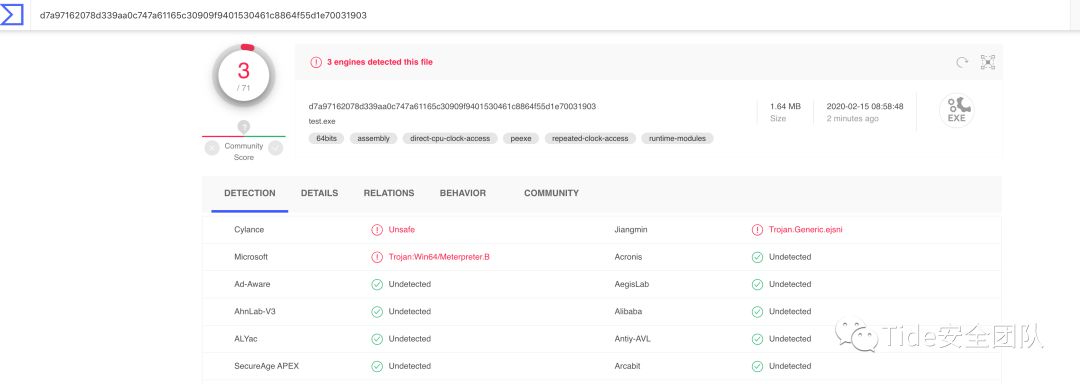 d7a97162078d339aa0c747a61165c30909f9401530461c8864f55d1e70031903
3
/ 71
3 engines detected this file
d7a97162078d339aa0c747a61165c30909f9401530461c8864f55d1e70031903
test.exe
64bits assembly direct-cpu-clock-access peexe repeated-clock-access runtime-modules
1.64 MB
Size
2020-02-15 08:58:48
2 minutes ago
EXE
?
Community
Score
DETECTION DETAILS RELATIONS BEHAVIOR COMMUNITY
Cylance Unsafe Jiangmin Trojan.Generic.ejsni
Microsoft Trojan:Win64/Meterpreter.B Acronis Undetected
Ad-Aware Undetected AegisLab Undetected
AhnLab-V3 Undetected Alibaba Undetected
ALYac Undetected Antiy-AVL Undetected
SecureAge APEX Undetected Arcabit Undetected
Tide安全团队